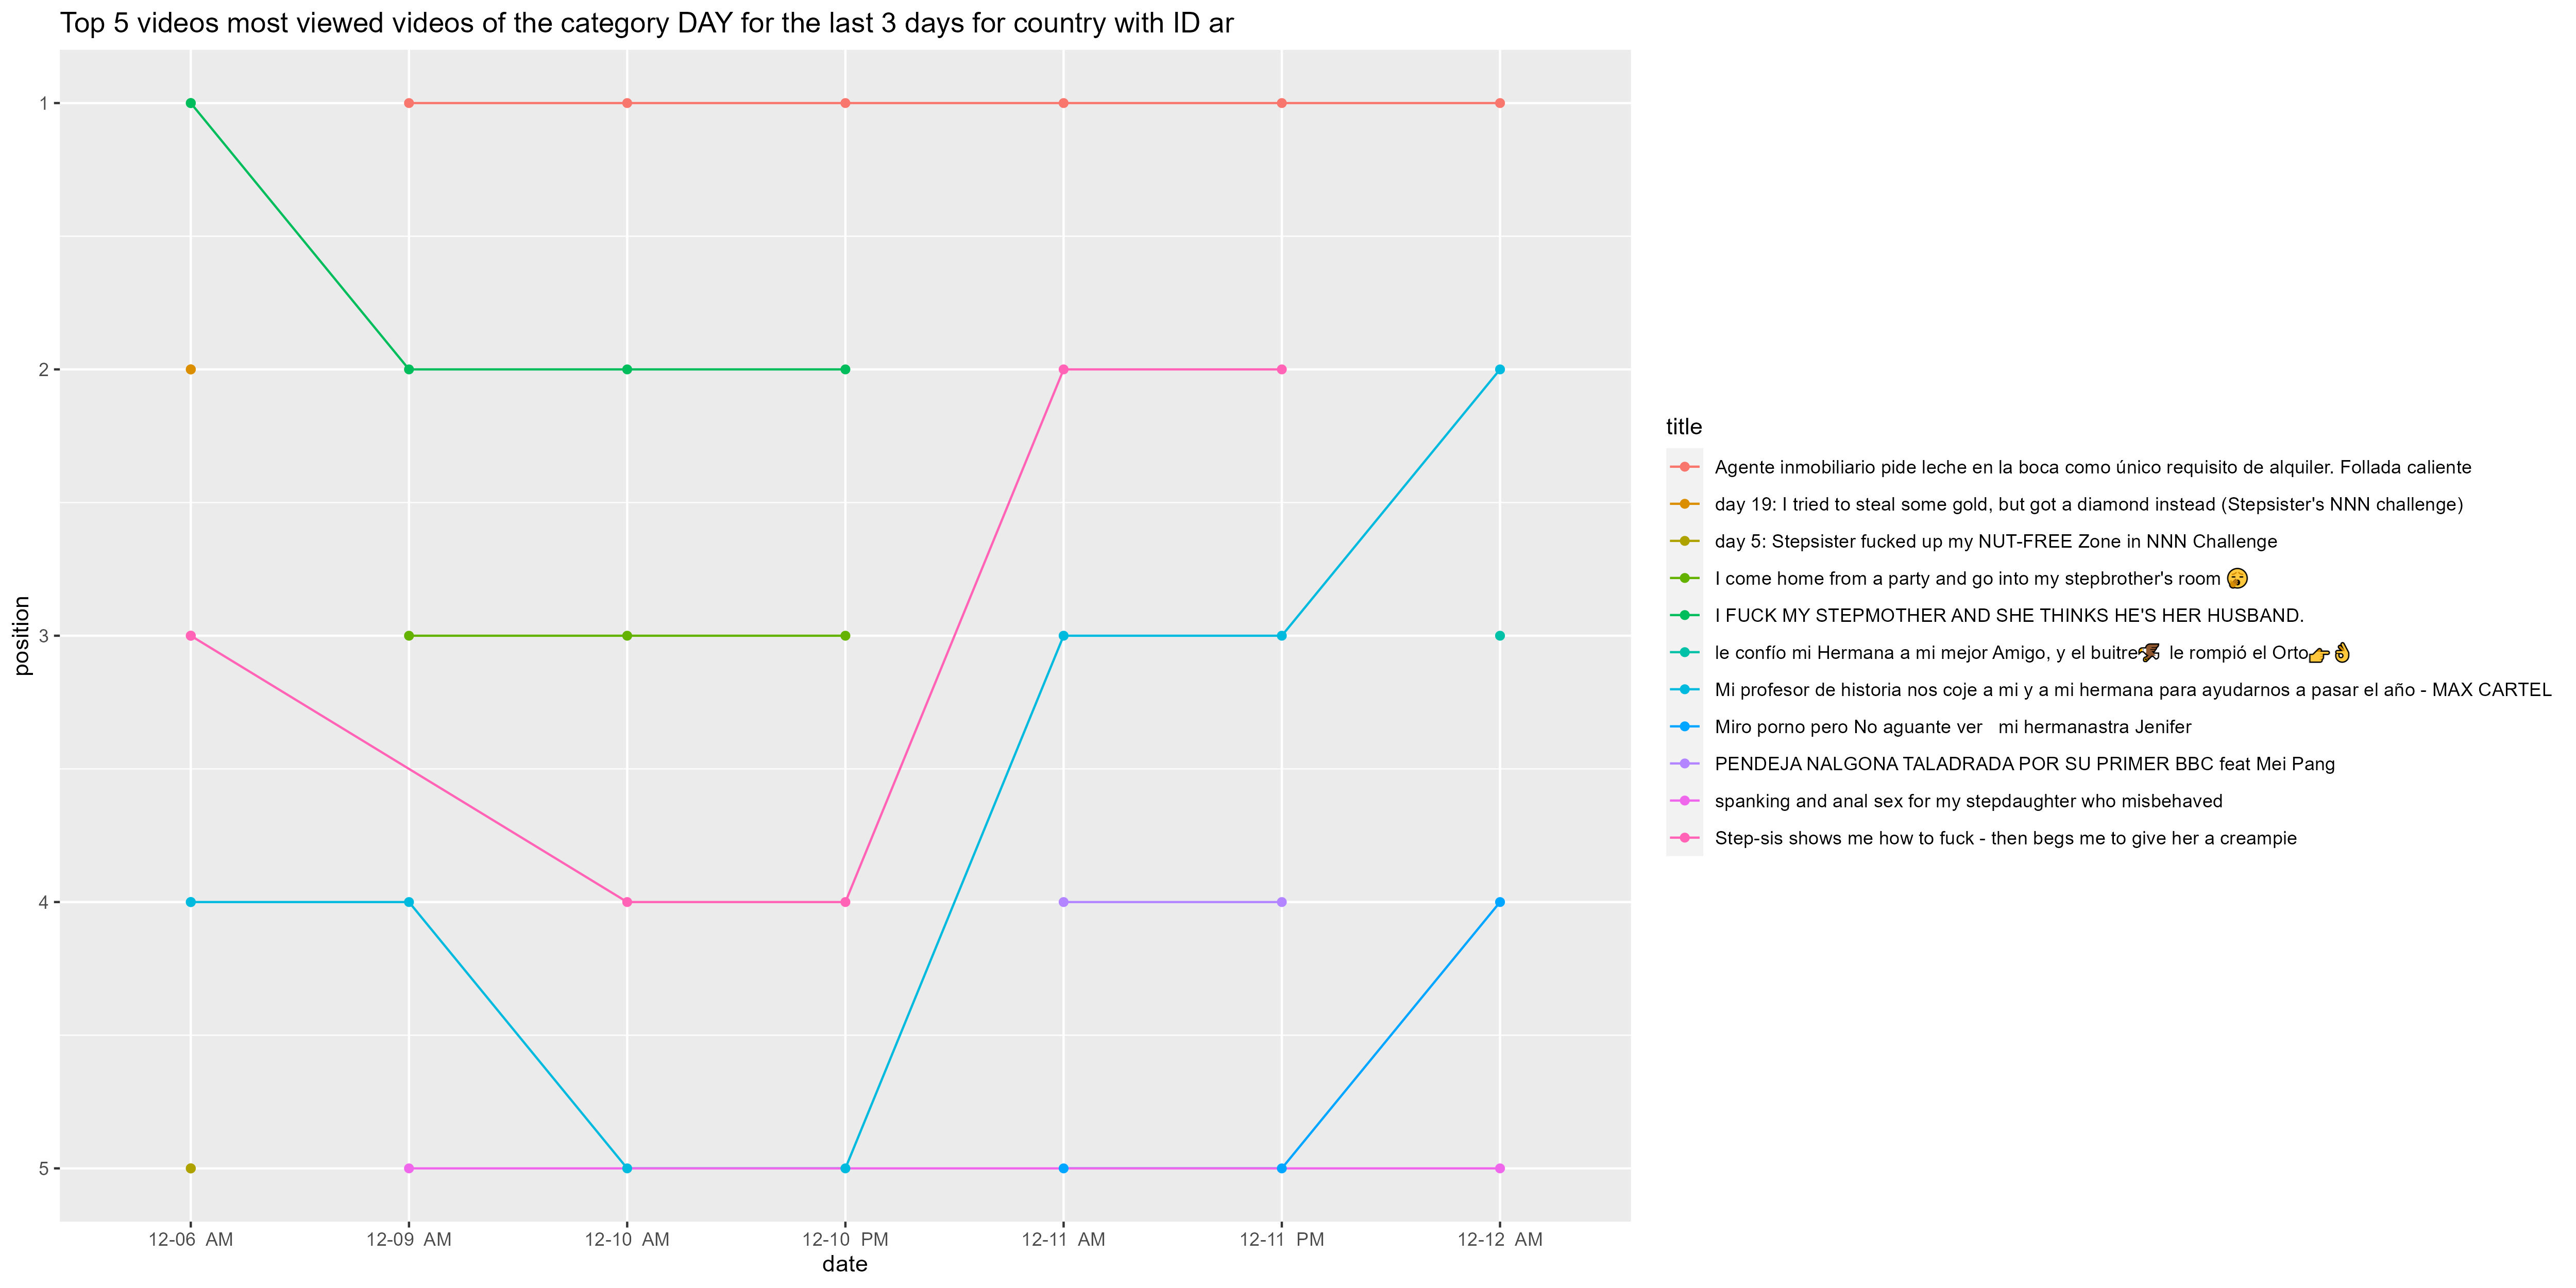 Top 5 videos most viewed videos of the category DAY for the last 3 days for country with ID ar
position
1
2
3
4
5
12-06 AM
12-09 AM
12-10 AM
12-10 PM
12-11 AM
12-11 PM
12-12 AM
date
title
Agente inmobiliario pide leche en la boca como único requisito de alquiler. Follada caliente
day 19: I tried to steal some gold, but got a diamond instead (Stepsister's NNN challenge)
day 5: Stepsister fucked up my NUT-FREE Zone in NNN Challenge
I come home from a party and go into my stepbrother's room 🥱
I FUCK MY STEPMOTHER AND SHE THINKS HE'S HER HUSBAND.
le confío mi Hermana a mi mejor Amigo, y el buitre🦅 le rompió el Orto👉👌
Mi profesor de historia nos coje a mi y a mi hermana para ayudarnos a pasar el año - MAX CARTEL
Miro porno pero No aguante ver   mi hermanastra Jenifer
PENDEJA NALGONA TALADRADA POR SU PRIMER BBC feat Mei Pang
spanking and anal sex for my stepdaughter who misbehaved
Step-sis shows me how to fuck - then begs me to give her a creampie